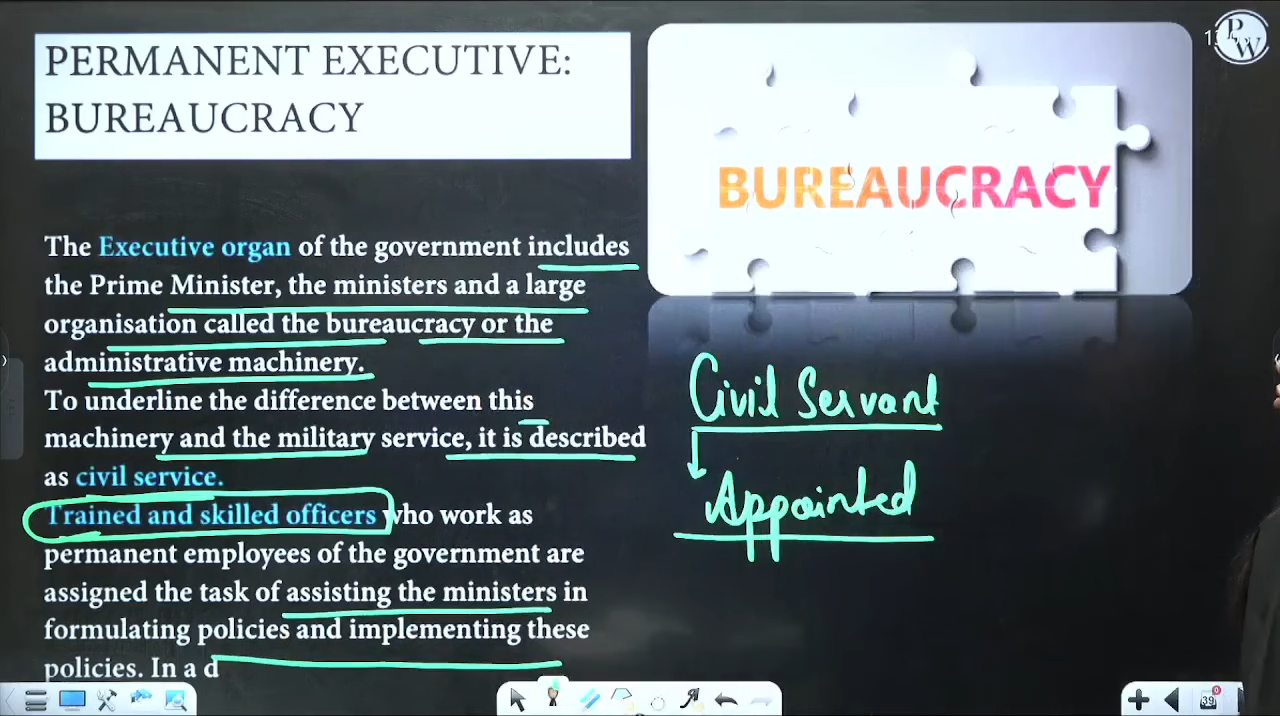 PERMANENT EXECUTIVE:
BUREAUCRACY
PW
BUREAUCRACY
The Executive organ of the government includes
the Prime Minister, the ministers and a large
organisation called the bureaucracy or the
administrative machinery.
To underline the difference between this
machinery and the military service, it is described
as civil service.
Trained and skilled officers who work as
permanent employees of the government are
assigned the task of assisting the ministers in
formulating policies and implementing these
policies. In a d
Civil Servant
Appointed
39